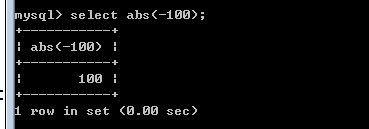 mysql> select abs(-100);
+-----------+
| abs(-100) |
+-----------+
|       100 |
+-----------+
1 row in set (0.00 sec)